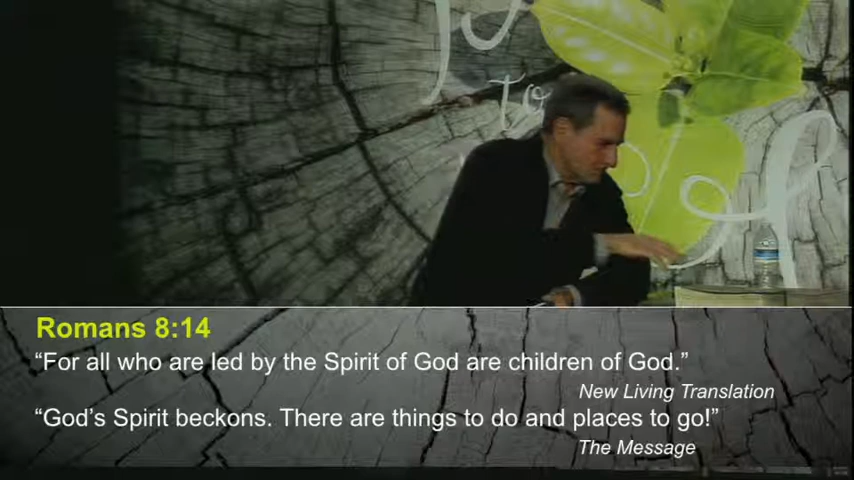 to
Romans 8:14
“For all who are led by the Spirit of God are children of God.”
New Living Translation
“God’s Spirit beckons. There are things to do and places to go!”
The Message